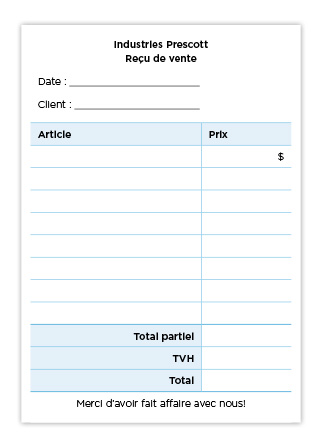 Industries Prescott
Reçu de vente
Date : ____________________
Client : ____________________
Article Prix
$
Total partiel
TVH
Total
Merci d'avoir fait affaire avec nous!